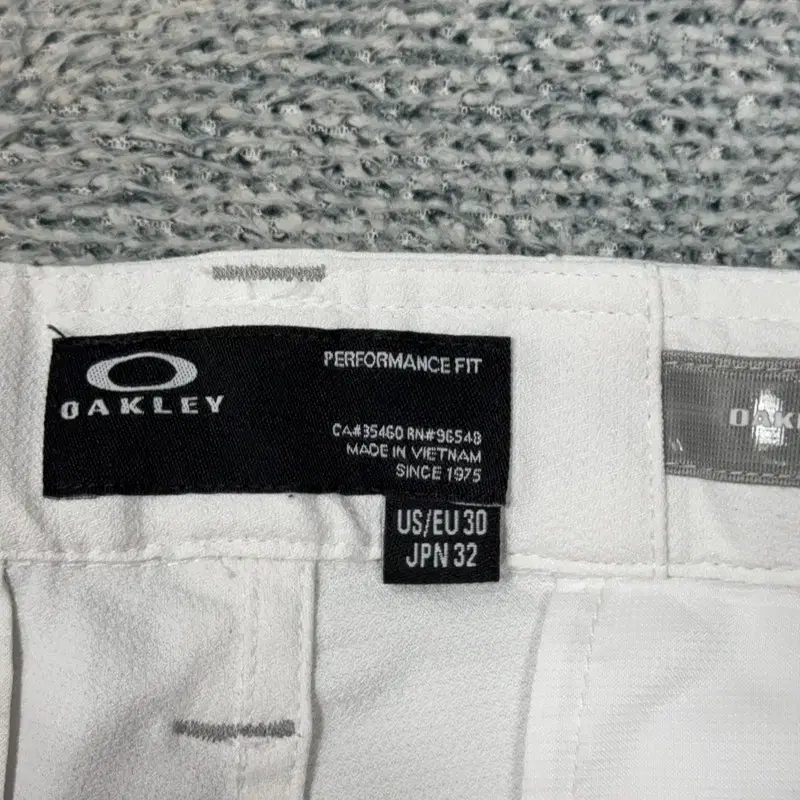 OAKLEY
PERFORMANCE FIT
CA#35460 RN#96548
MADE IN VIETNAM
SINCE 1975
US/EU 30
JPN 32